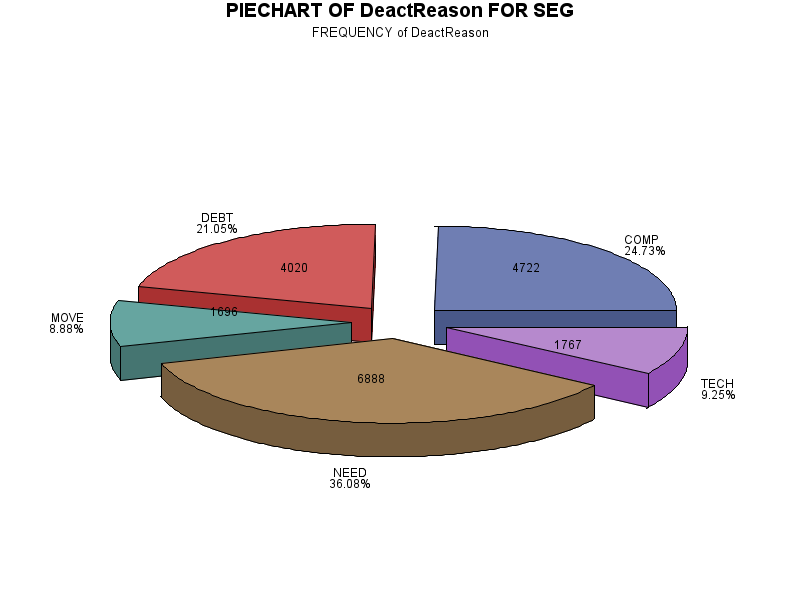 PIECHART OF DeactReason FOR SEG
FREQUENCY of DeactReason
DEBT
21.05%
COMP
24.73%
4020
4722
1696
MOVE
8.88%
1767
6888
TECH
9.25%
NEED
36.08%